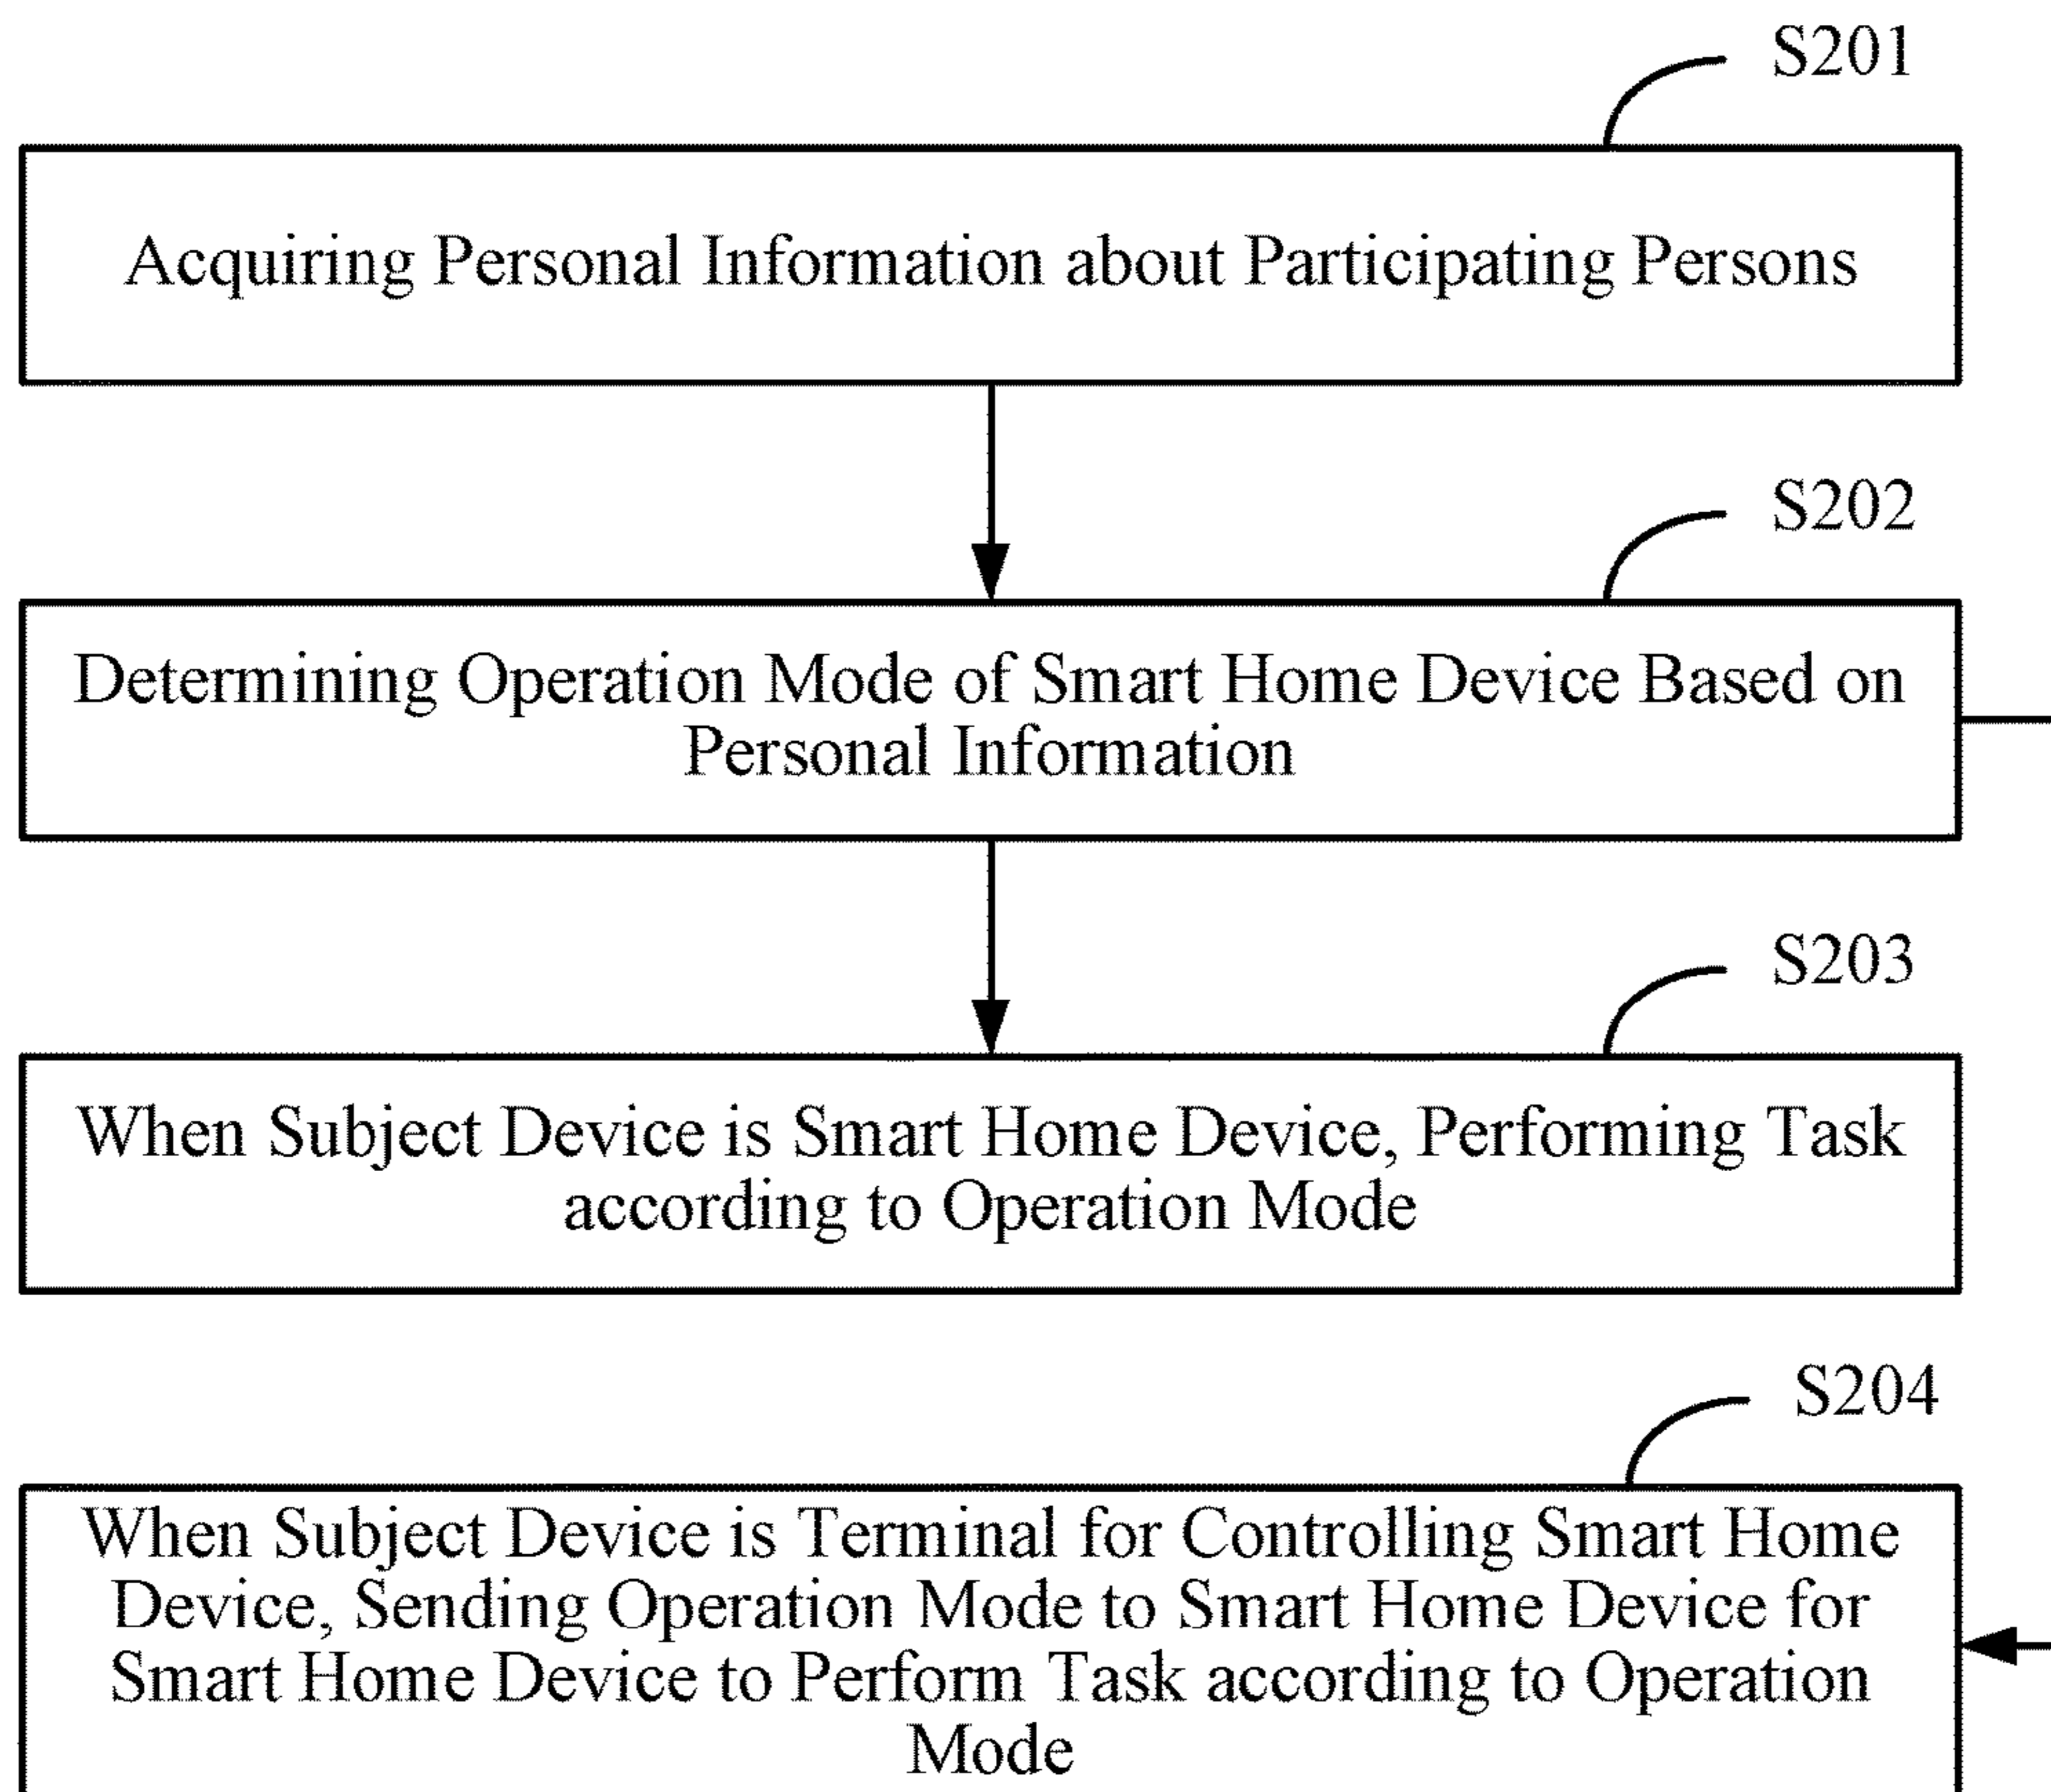 S201
Acquiring Personal Information about Participating Persons
S202
Determining Operation Mode of Smart Home Device Based on
Personal Information
S203
When Subject Device is Smart Home Device, Performing Task
according to Operation Mode
S204
When Subject Device is Terminal for Controlling Smart Home
Device, Sending Operation Mode to Smart Home Device for
Smart Home Device to Perform Task according to Operation
Mode